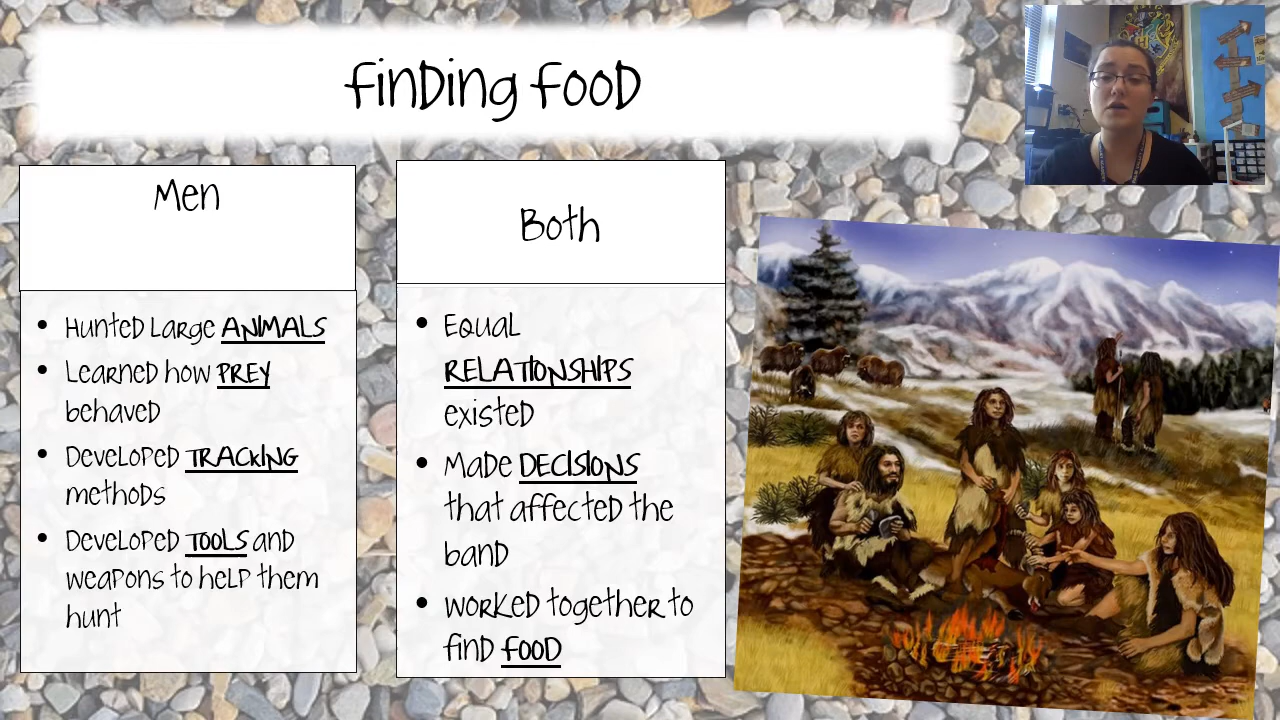 Finding Food
Men
Hunted Large ANIMALS
Learned how PREY
behaved
Developed TRACKING
methods
Developed TOOLS and
weapons to help them
hunt
Both
Equal
RELATIONSHIPS
existed
Made DECISIONS
that affected the
band
worked together to
find FOOD